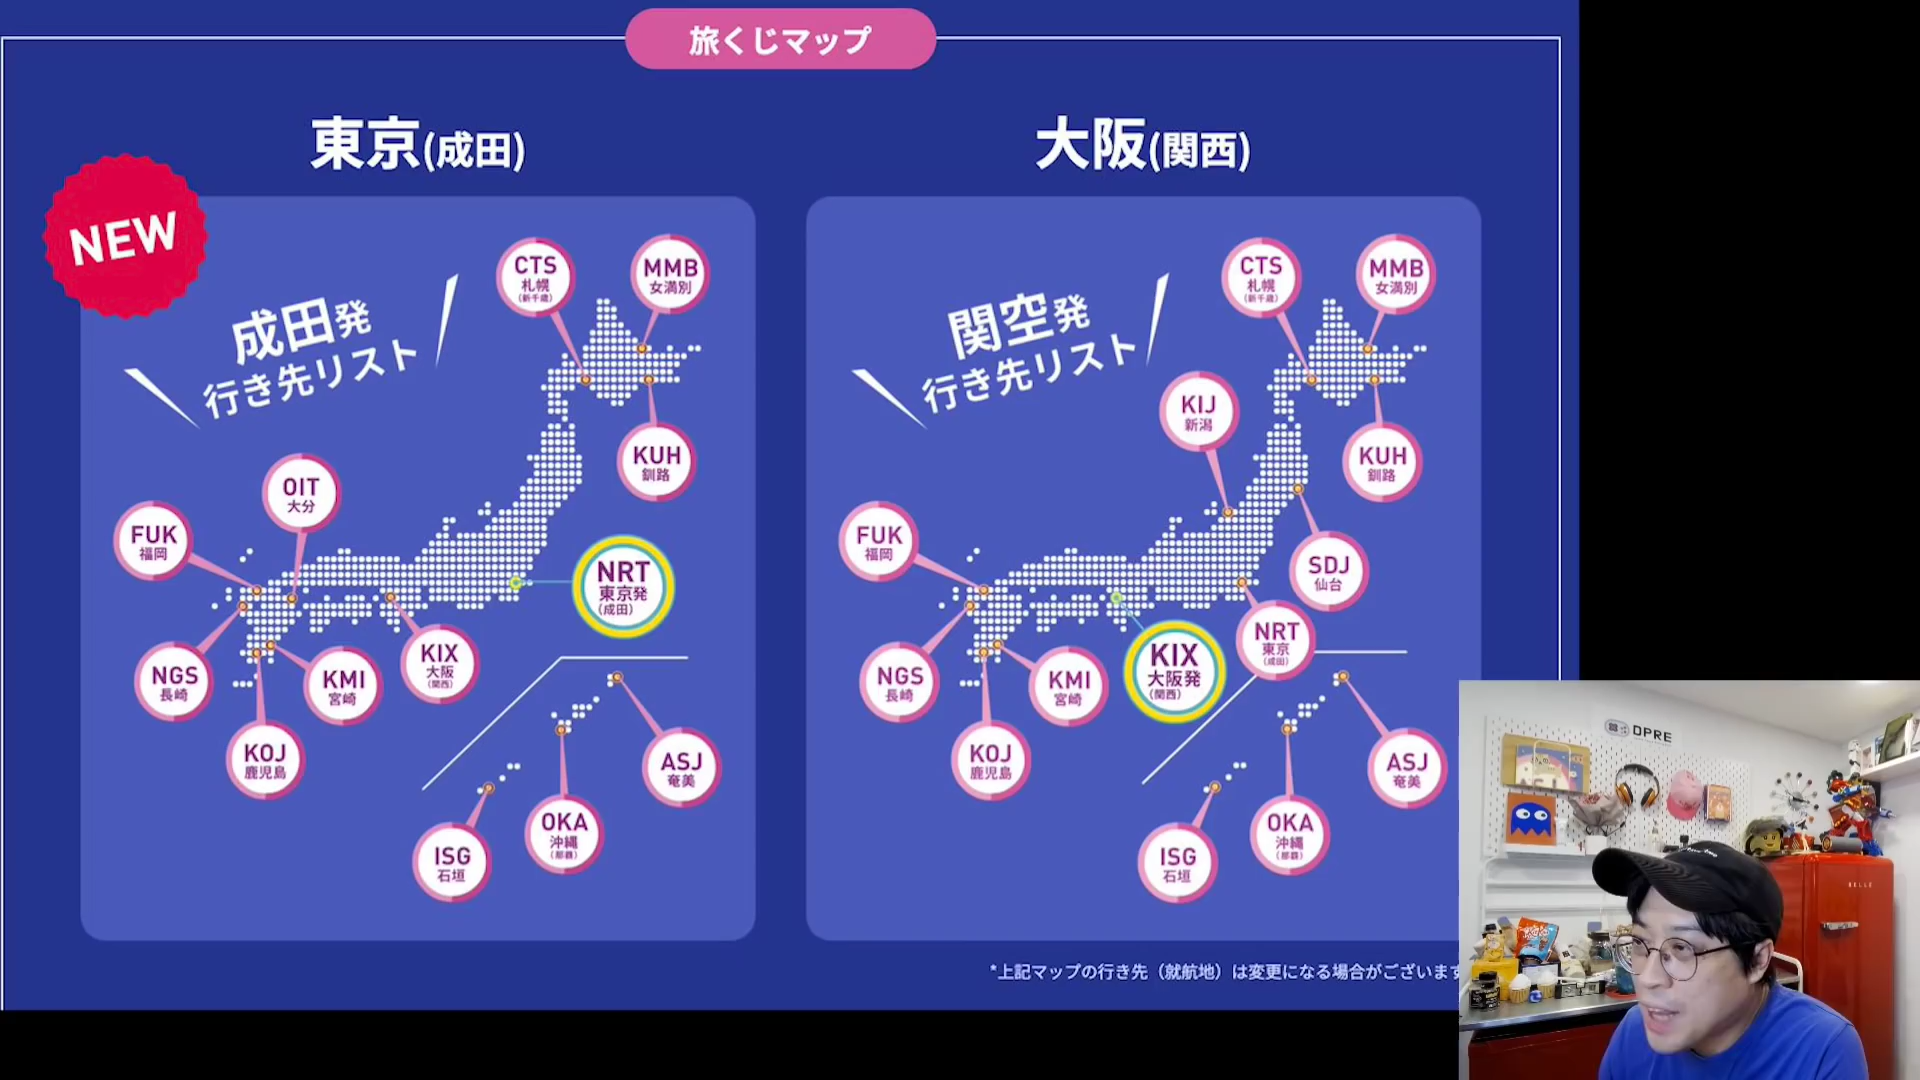 旅くじマップ
東京(成田)
NEW
成田発
行き先リスト
CTS
札幌
(新千歳)
MMB
女満別
KUH
釧路
OIT
大分
FUK
福岡
NRT
東京発
(成田)
NGS
長崎
KMI
宮崎
KIX
大阪
(関西)
KOJ
鹿児島
ASJ
奄美
OKA
沖縄
(那覇)
ISG
石垣
大阪(関西)
関空発
行き先リスト
CTS
札幌
(新千歳)
MMB
女満別
KIJ
新潟
KUH
釧路
FUK
福岡
SDJ
仙台
NRT
東京
(成田)
KIX
大阪発
(関西)
NGS
長崎
KMI
宮崎
KOJ
鹿児島
ASJ
奄美
OKA
沖縄
(那覇)
ISG
石垣
*上記マップの行き先（就航地）は変更になる場合がございます
DPRE